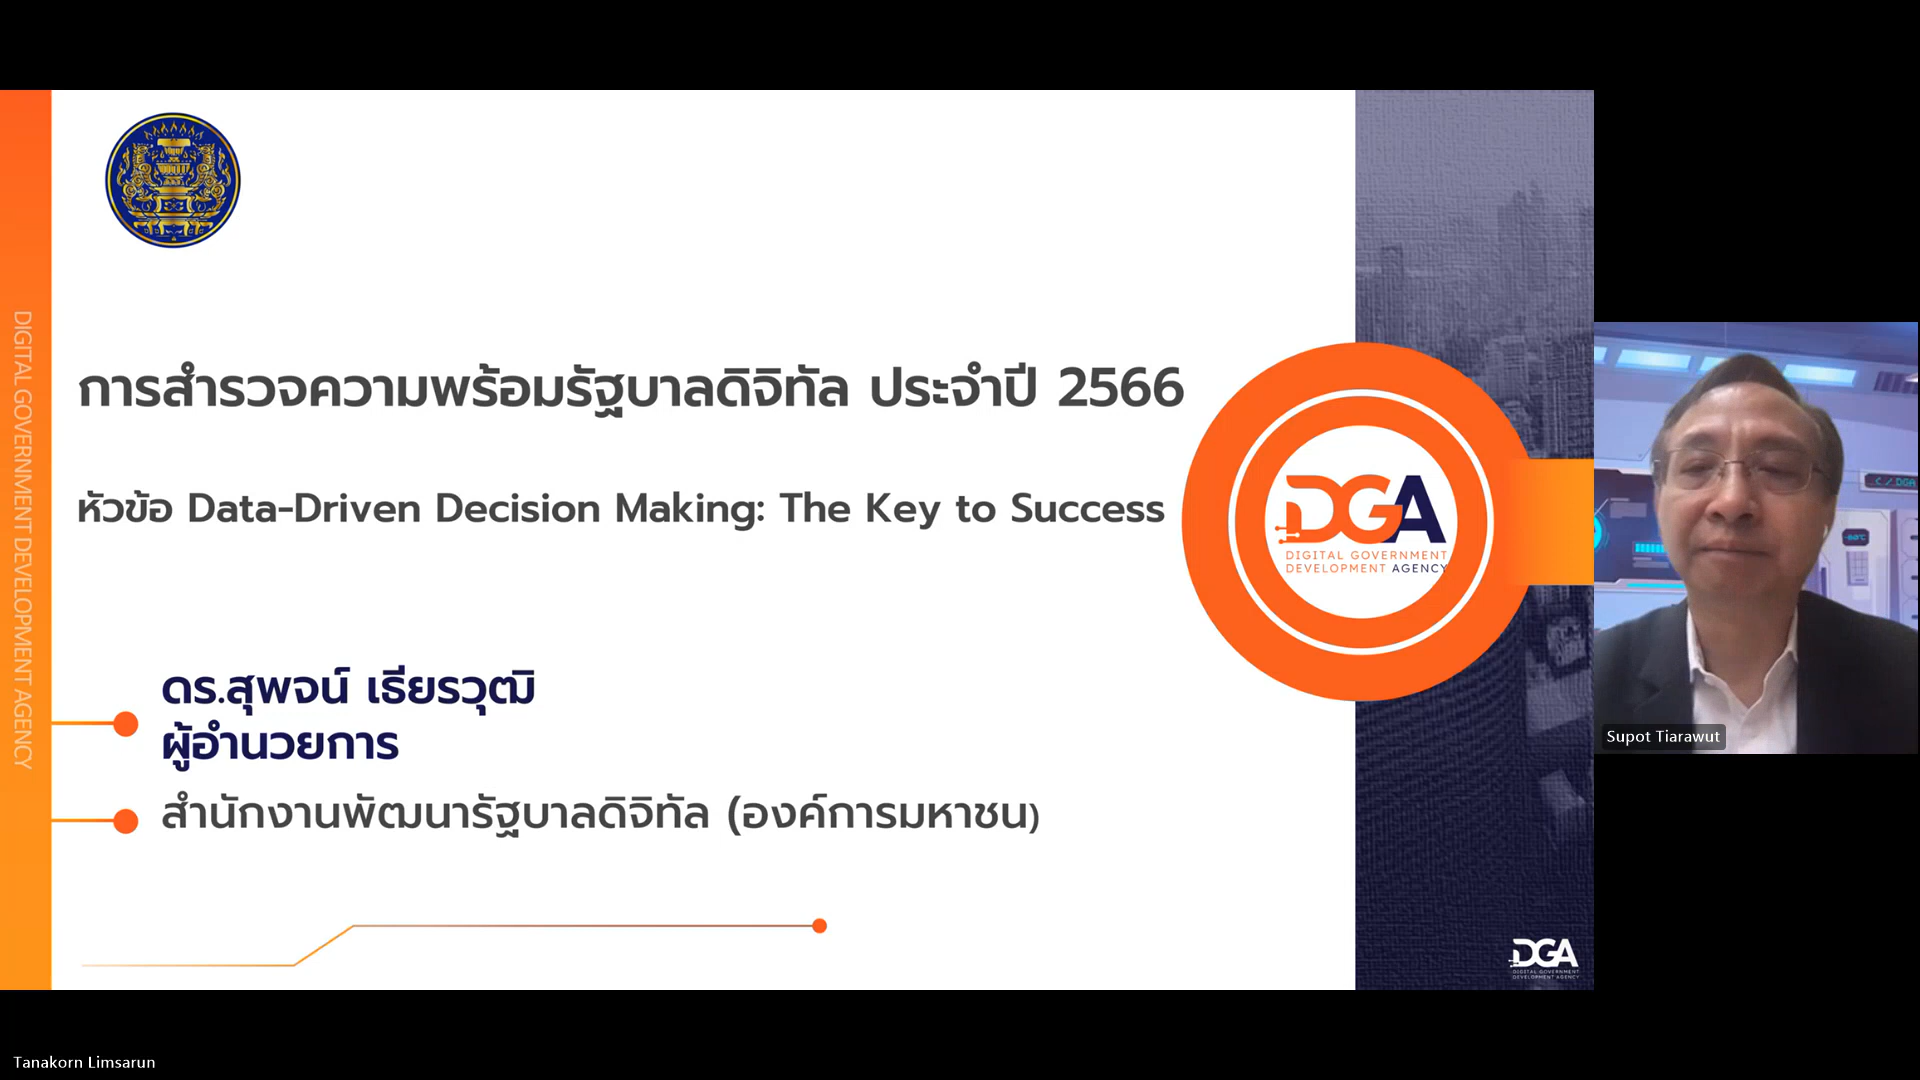 DIGITAL GOVERNMENT DEVELOPMENT AGENCY
การสำรวจความพร้อมรัฐบาลดิจิทัล ประจำปี 2566
หัวข้อ Data-Driven Decision Making: The Key to Success
DGA
DIGITAL GOVERNMENT
DEVELOPMENT AGENCY
ดร.สุพจน์ เธียรวุฒิ
ผู้อำนวยการ
สำนักงานพัฒนารัฐบาลดิจิทัล (องค์การมหาชน)
DGA
DIGITAL GOVERNMENT
DEVELOPMENT AGENCY
Supot Tiarawut
Tanakorn Limsarun